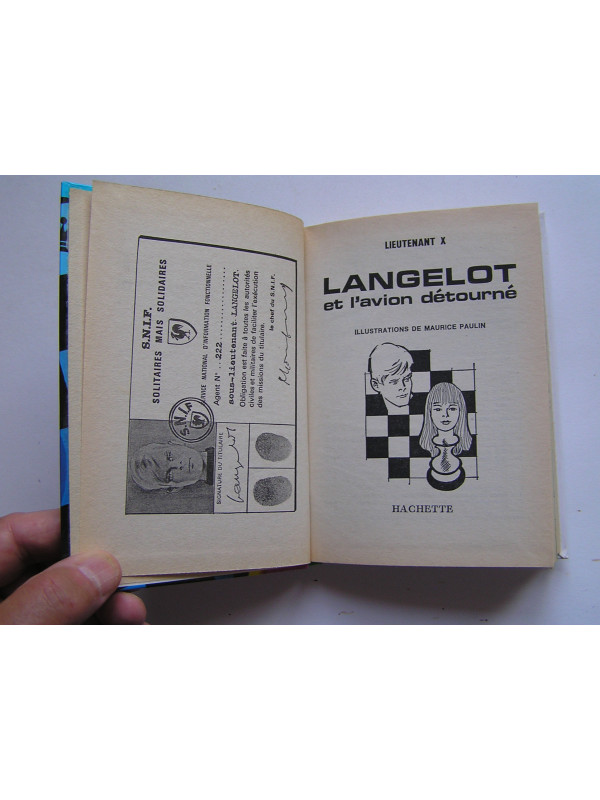 S.N.I.F.
SOLITAIRES MAIS SOLIDAIRES
SERVICE NATIONAL D'INFORMATION FONCTIONNELLE
Agent N° ...222...............
sous-lieutenant LANGELOT.
Obligation est faite à toutes les autorités
civiles et militaires de faciliter l'exécution
des missions du titulaire.
le chef du S.N.I.F.
S.N.I.F
SIGNATURE DU TITULAIRE
Langelot
LIEUTENANT X
LANGELOT
et l'avion détourné
ILLUSTRATIONS DE MAURICE PAULIN
HACHETTE